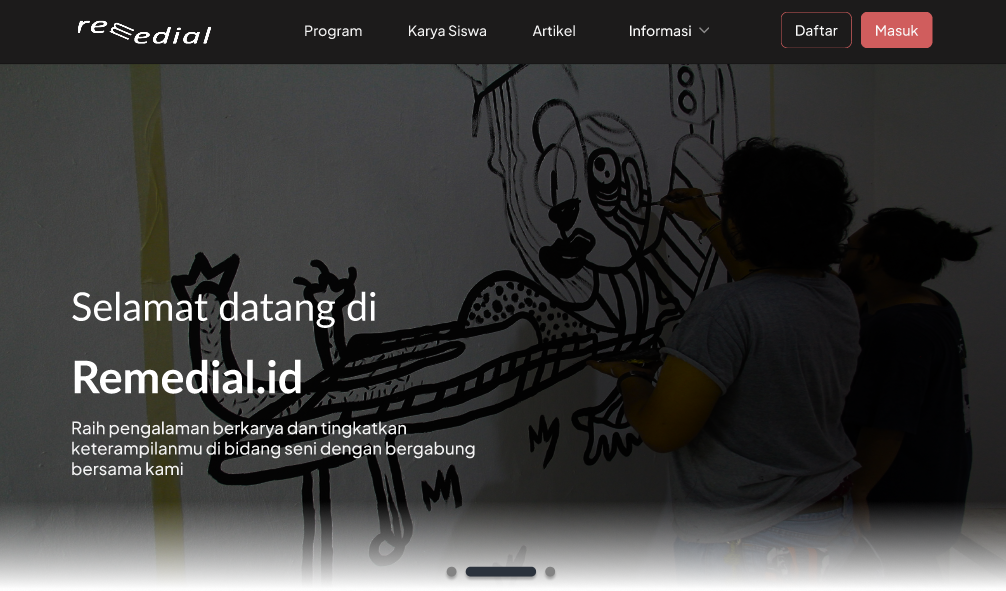 remedial
Program
Karya Siswa
Artikel
Informasi
Daftar
Masuk
Selamat datang di
Remedial.id
Raih pengalaman berkarya dan tingkatkan
keterampilanmu di bidang seni dengan bergabung
bersama kami